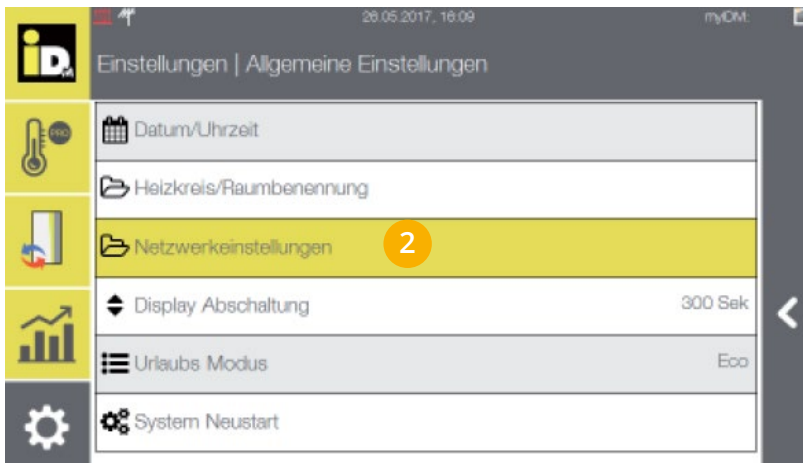 iDM
26.05.2017, 16:09
myIDM:
Einstellungen | Allgemeine Einstellungen
PRO
Datum/Uhrzeit
Heizkreis/Raumbenennung
Netzwerkeinstellungen
2
Display Abschaltung
300 Sek
Urlaubs Modus
Eco
System Neustart